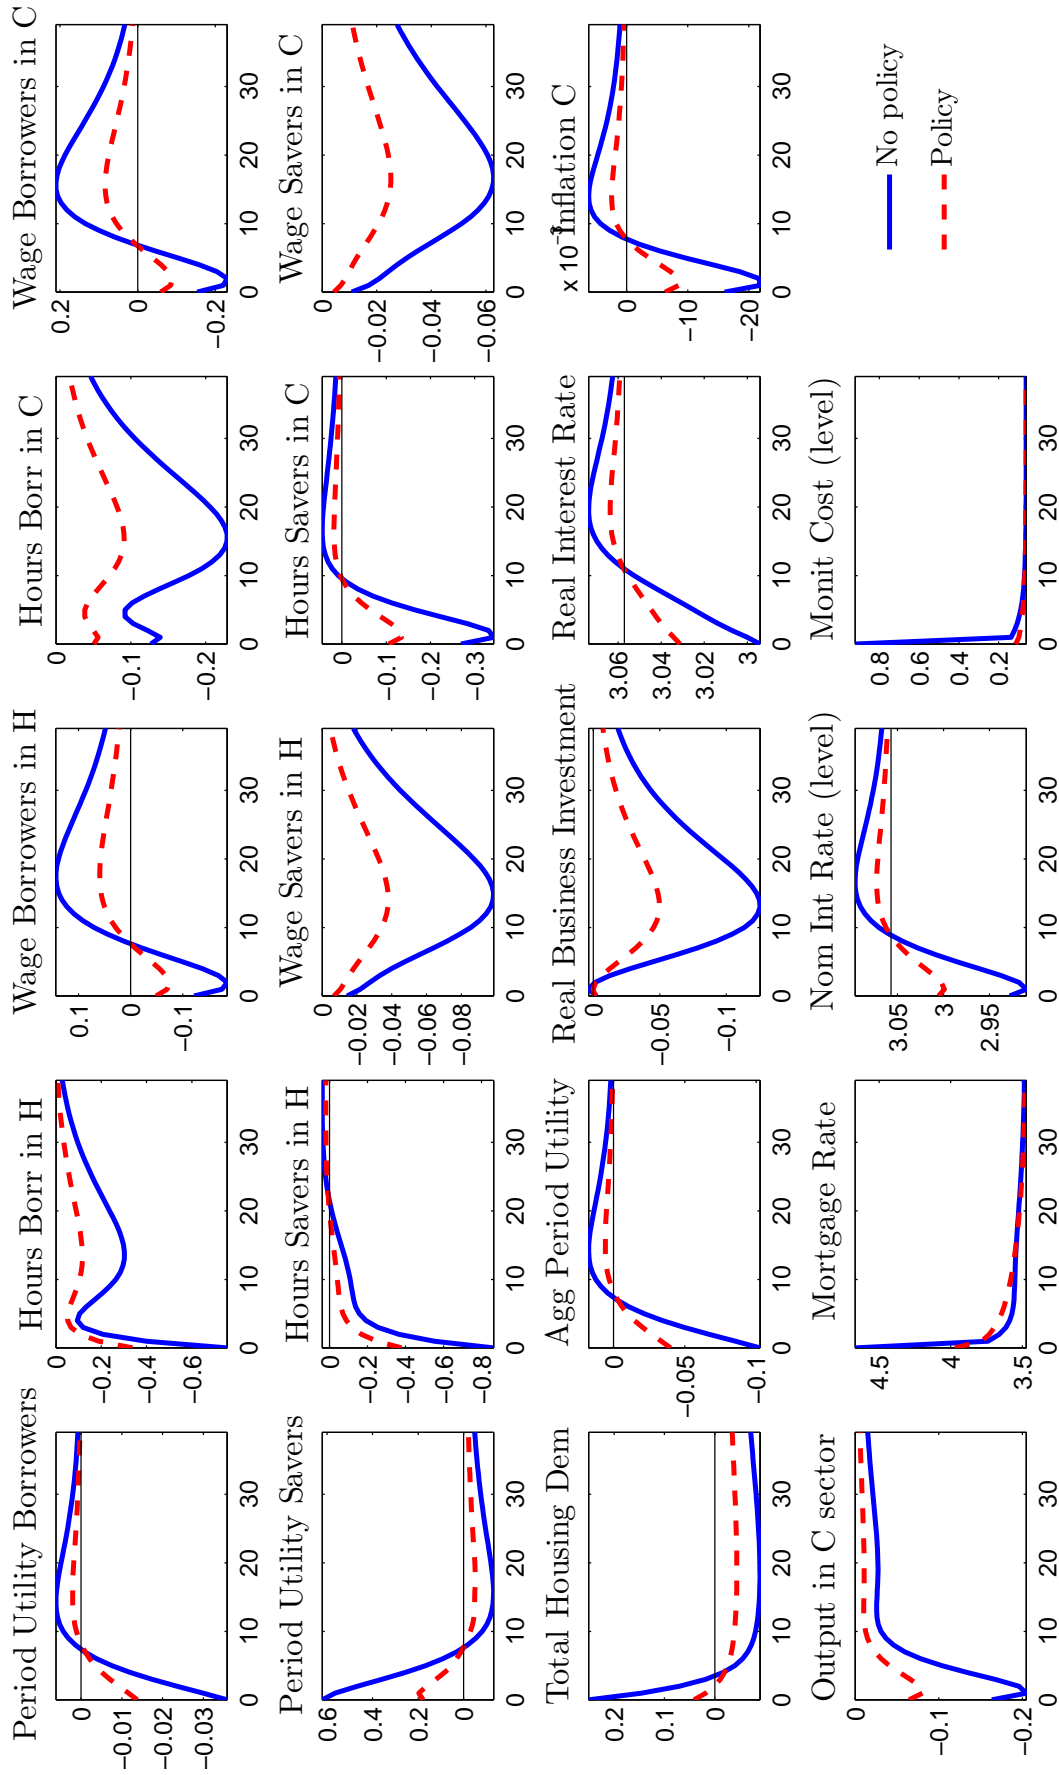 Period Utility Borrowers
0
−0.01
−0.02
−0.03
0 10 20 30
Hours Borr in H
0
−0.2
−0.4
−0.6
0 10 20 30
Wage Borrowers in H
0.1
0
−0.1
0 10 20 30
Hours Borr in C
0
−0.1
−0.2
0 10 20 30
Wage Borrowers in C
0.2
0
−0.2
0 10 20 30
Period Utility Savers
0.6
0.4
0.2
0
0 10 20 30
Hours Savers in H
0
−0.2
−0.4
−0.6
−0.8
0 10 20 30
Wage Savers in H
−0.02
−0.04
−0.06
−0.08
0 10 20 30
Hours Savers in C
0
−0.1
−0.2
−0.3
0 10 20 30
Wage Savers in C
0
−0.02
−0.04
−0.06
0 10 20 30
Total Housing Dem
0.2
0.1
0
0 10 20 30
Agg Period Utility
0
−0.05
−0.1
0 10 20 30
Real Business Investment
0
−0.05
−0.1
0 10 20 30
Real Interest Rate
3.06
3.04
3.02
3
0 10 20 30
x 10⁻³ Inflation C
0
−10
−20
0 10 20 30
Output in C sector
0
−0.1
−0.2
0 10 20 30
Mortgage Rate
4.5
4
3.5
0 10 20 30
Nom Int Rate (level)
3.05
3
2.95
0 10 20 30
Monit Cost (level)
0.8
0.6
0.4
0.2
0 10 20 30
No policy
Policy